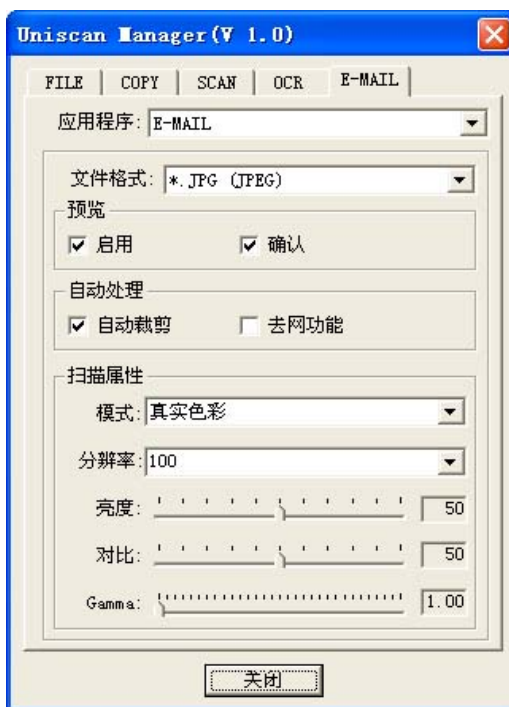 Uniscan Manager(V 1.0)
FILE COPY SCAN OCR E-MAIL
应用程序: E-MAIL
文件格式: *.JPG (JPEG)
预览
启用 确认
自动处理
自动裁剪 去网功能
扫描属性
模式: 真实色彩
分辨率: 100
亮度: 50
对比: 50
Gamma: 1.00
关闭